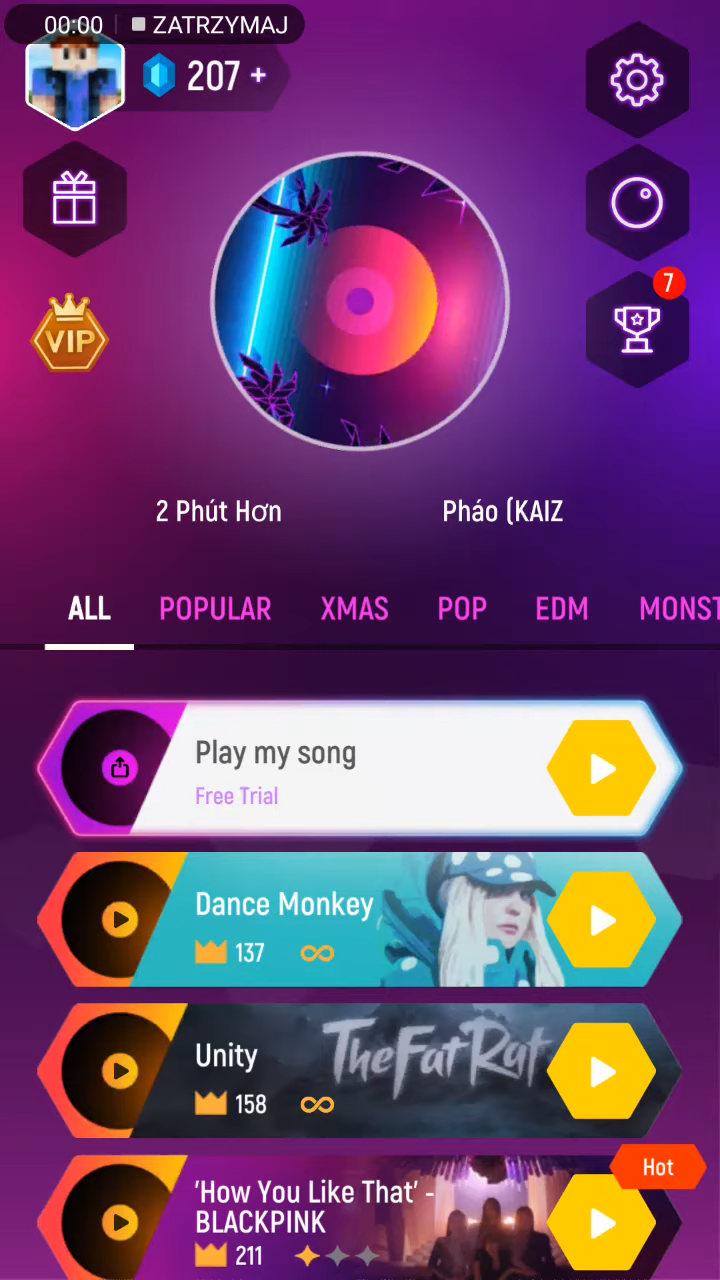 00:00 ZATRZYMAJ
207 +
7
VIP
2 Phút Hơn Pháo (KAIZ
ALL POPULAR XMAS POP EDM MONST
Play my song
Free Trial
Dance Monkey
137 ∞
Unity
TheFatRat
158 ∞
Hot
'How You Like That' -
BLACKPINK
211